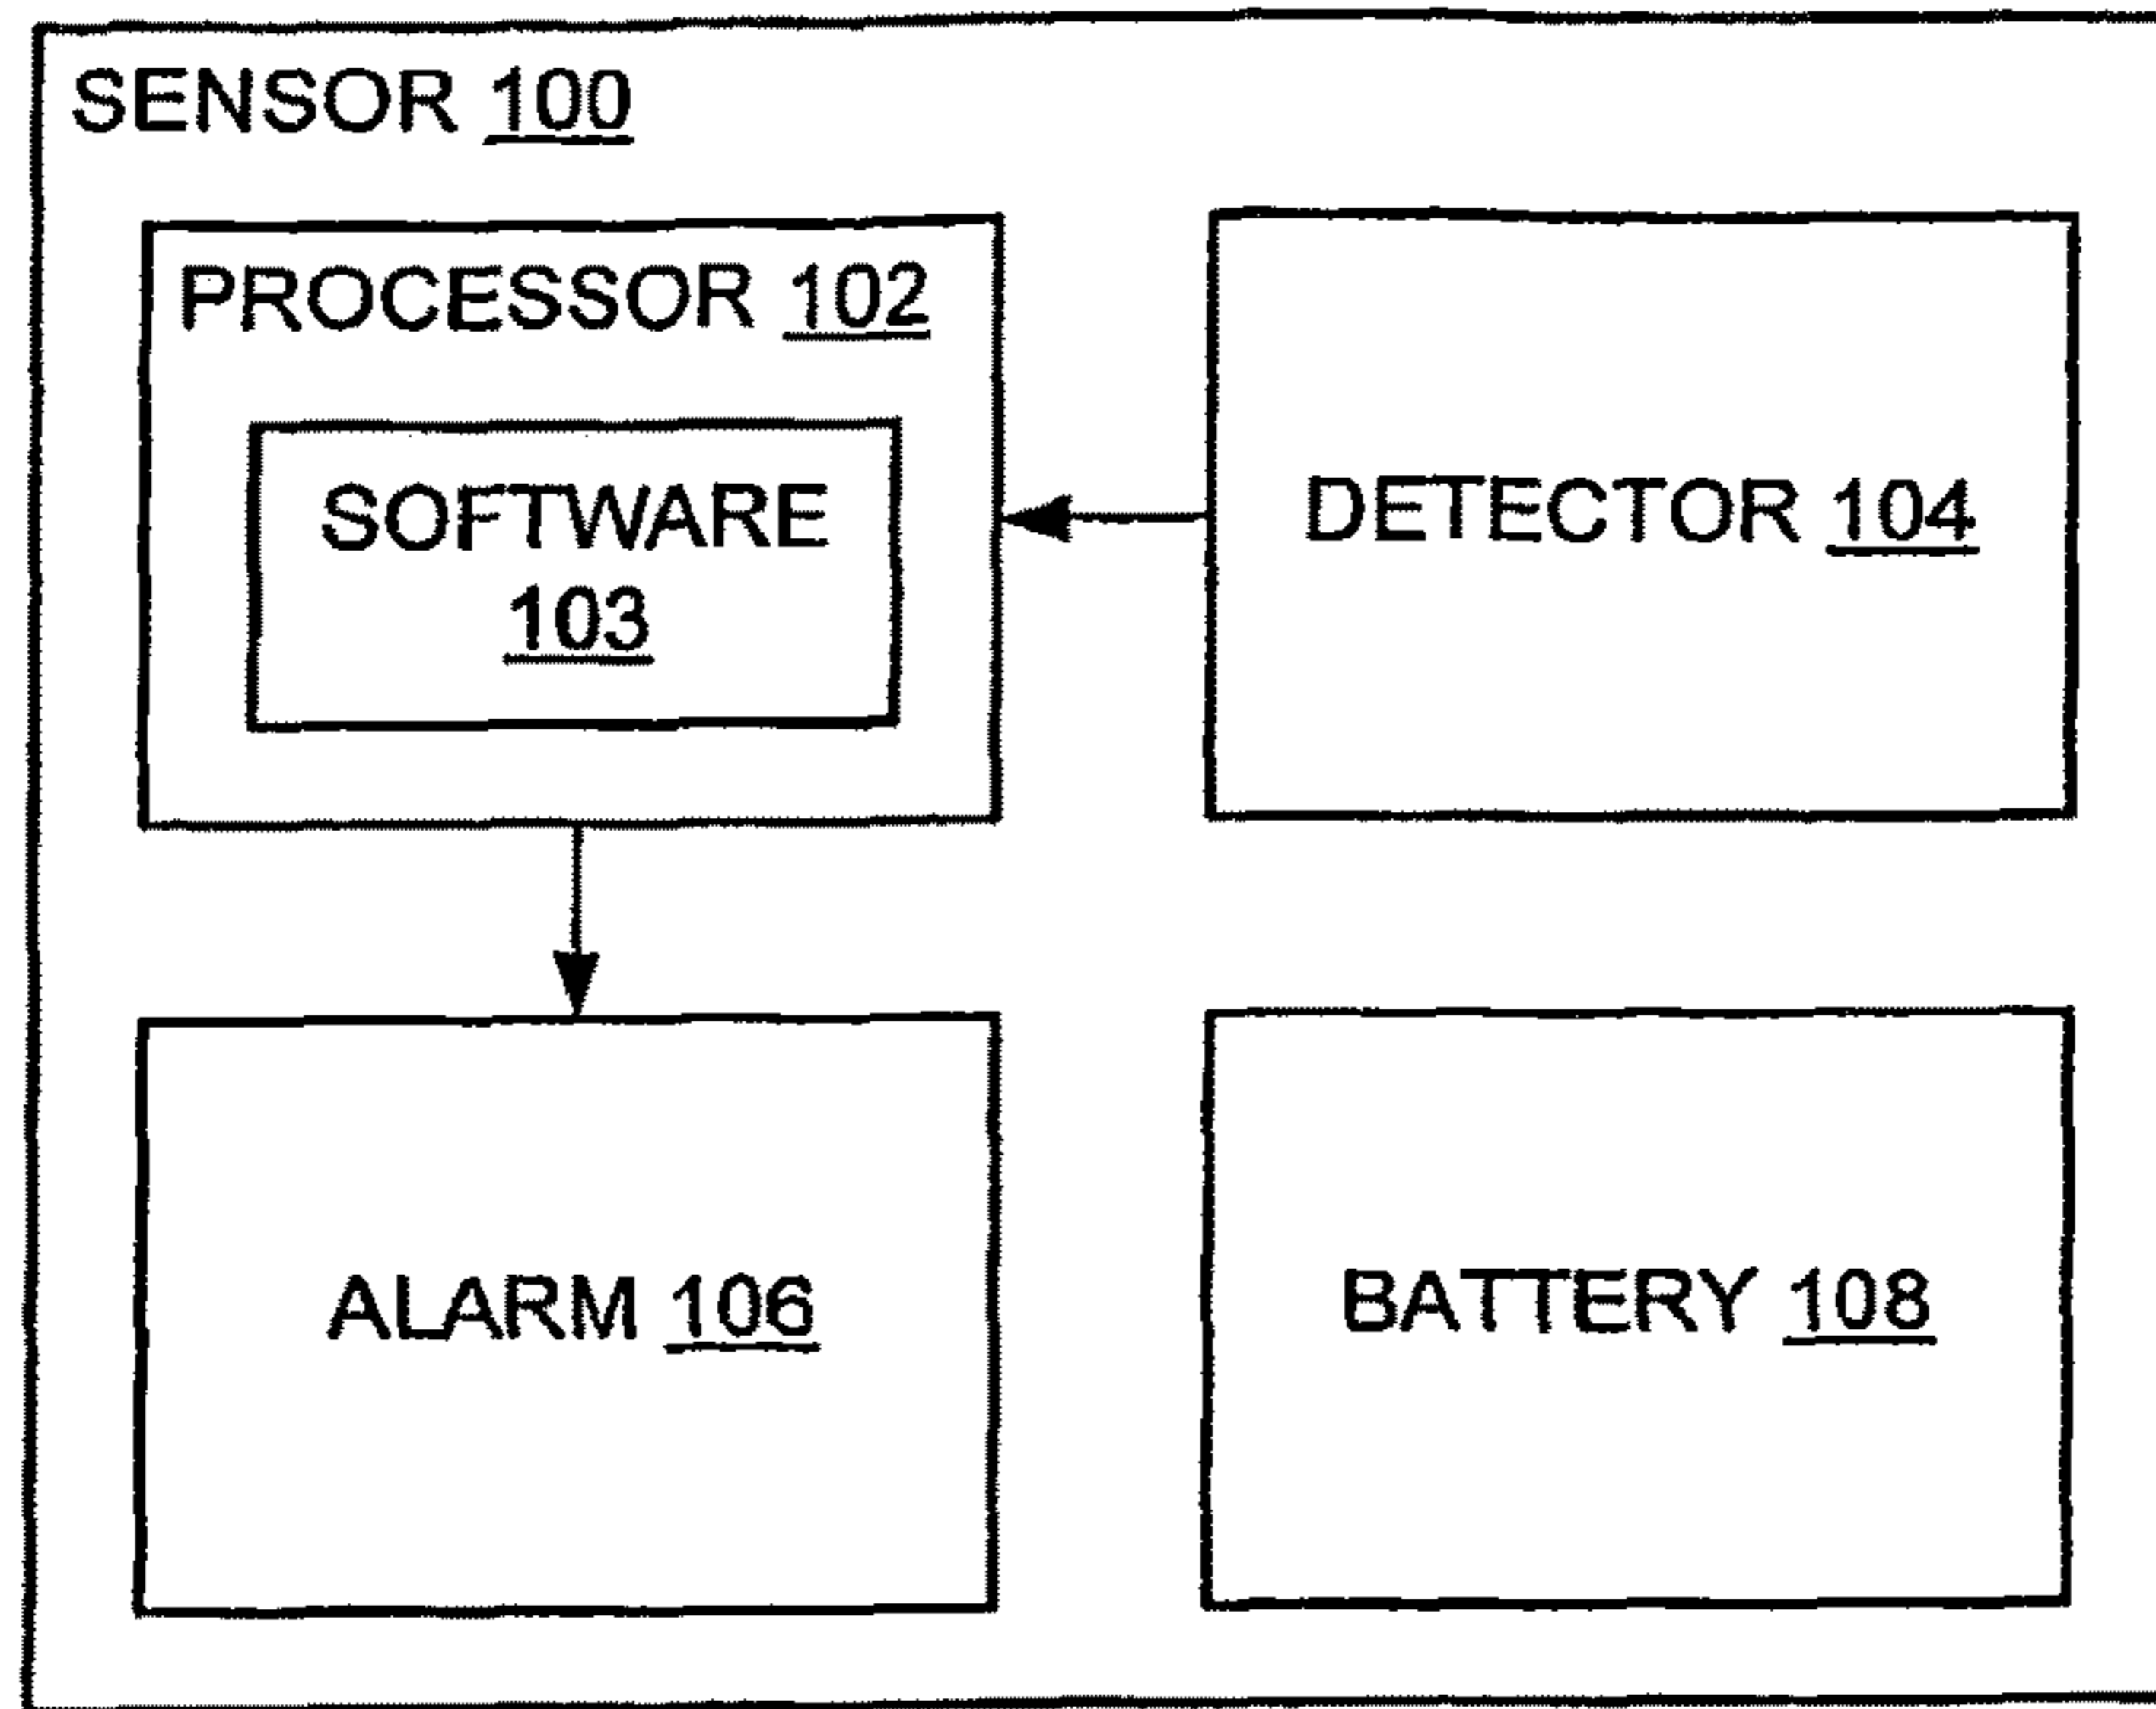 SENSOR 100
PROCESSOR 102
SOFTWARE
103
DETECTOR 104
ALARM 106
BATTERY 108